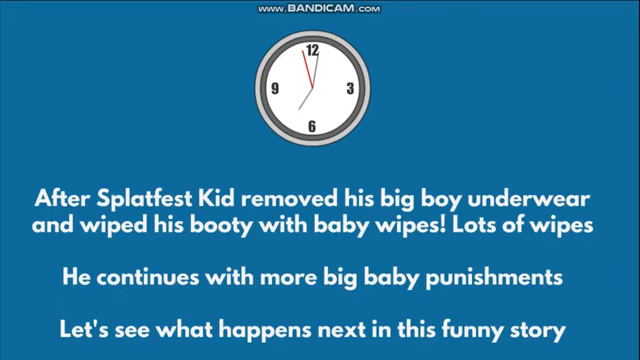 WWW.BANDICAM.COM
12
9 3
6
After Splatfest Kid removed his big boy underwear
and wiped his booty with baby wipes! Lots of wipes
He continues with more big baby punishments
Let's see what happens next in this funny story